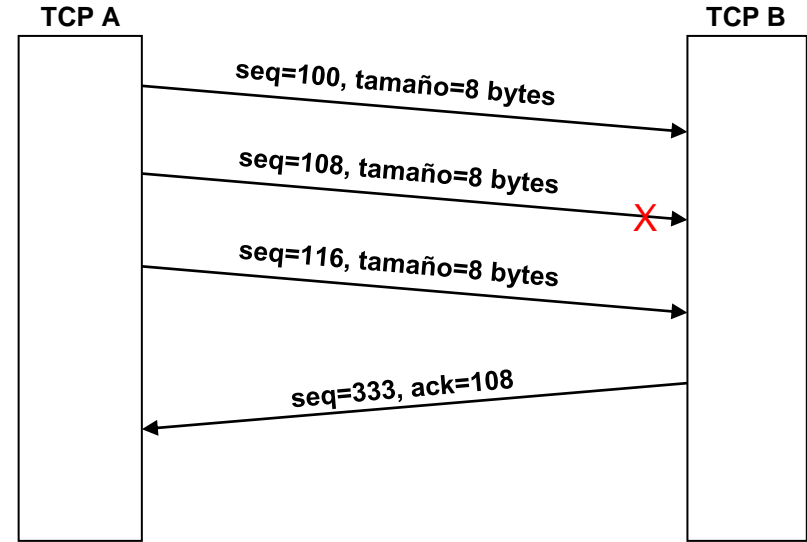 TCP A
TCP B
seq=100, tamaño=8 bytes
seq=108, tamaño=8 bytes
X
seq=116, tamaño=8 bytes
seq=333, ack=108